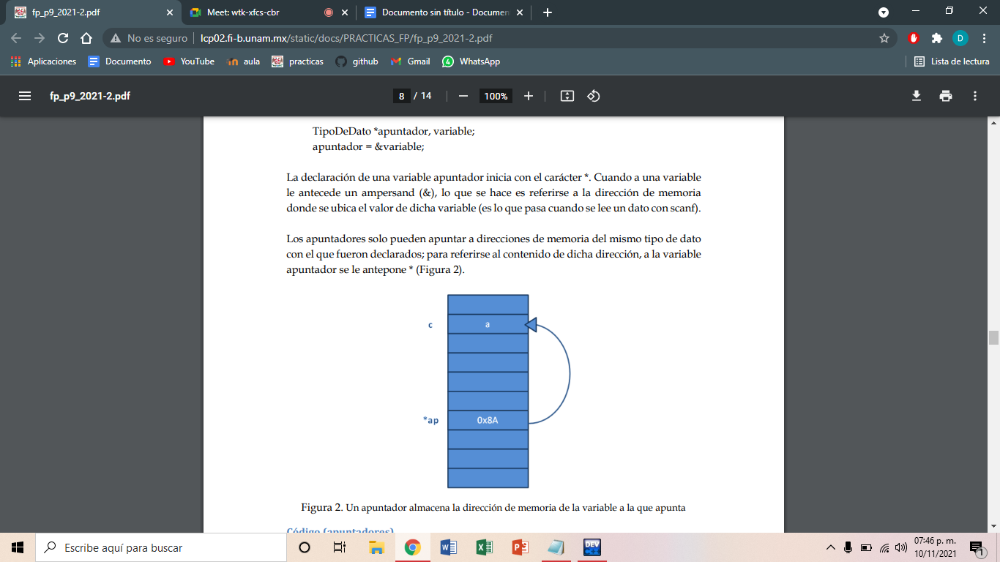 fp_p9_2021-2.pdf
Meet: wtk-xfcs-cbr
Documento sin título - Documen
No es seguro | lcp02.fi-b.unam.mx/static/docs/PRACTICAS_FP/fp_p9_2021-2.pdf
D
Aplicaciones
Documento
YouTube
aula
practicas
github
Gmail
WhatsApp
Lista de lectura
fp_p9_2021-2.pdf
8 / 14
100%
TipoDeDato *apuntador, variable;
apuntador = &variable;
La declaración de una variable apuntador inicia con el carácter *. Cuando a una variable
le antecede un ampersand (&), lo que se hace es referirse a la dirección de memoria
donde se ubica el valor de dicha variable (es lo que pasa cuando se lee un dato con scanf).
Los apuntadores solo pueden apuntar a direcciones de memoria del mismo tipo de dato
con el que fueron declarados; para referirse al contenido de dicha dirección, a la variable
apuntador se le antepone * (Figura 2).
c a
*ap 0x8A
Figura 2. Un apuntador almacena la dirección de memoria de la variable a la que apunta
Código (apuntadores)
Escribe aquí para buscar
DEV
07:46 p. m.
10/11/2021
1